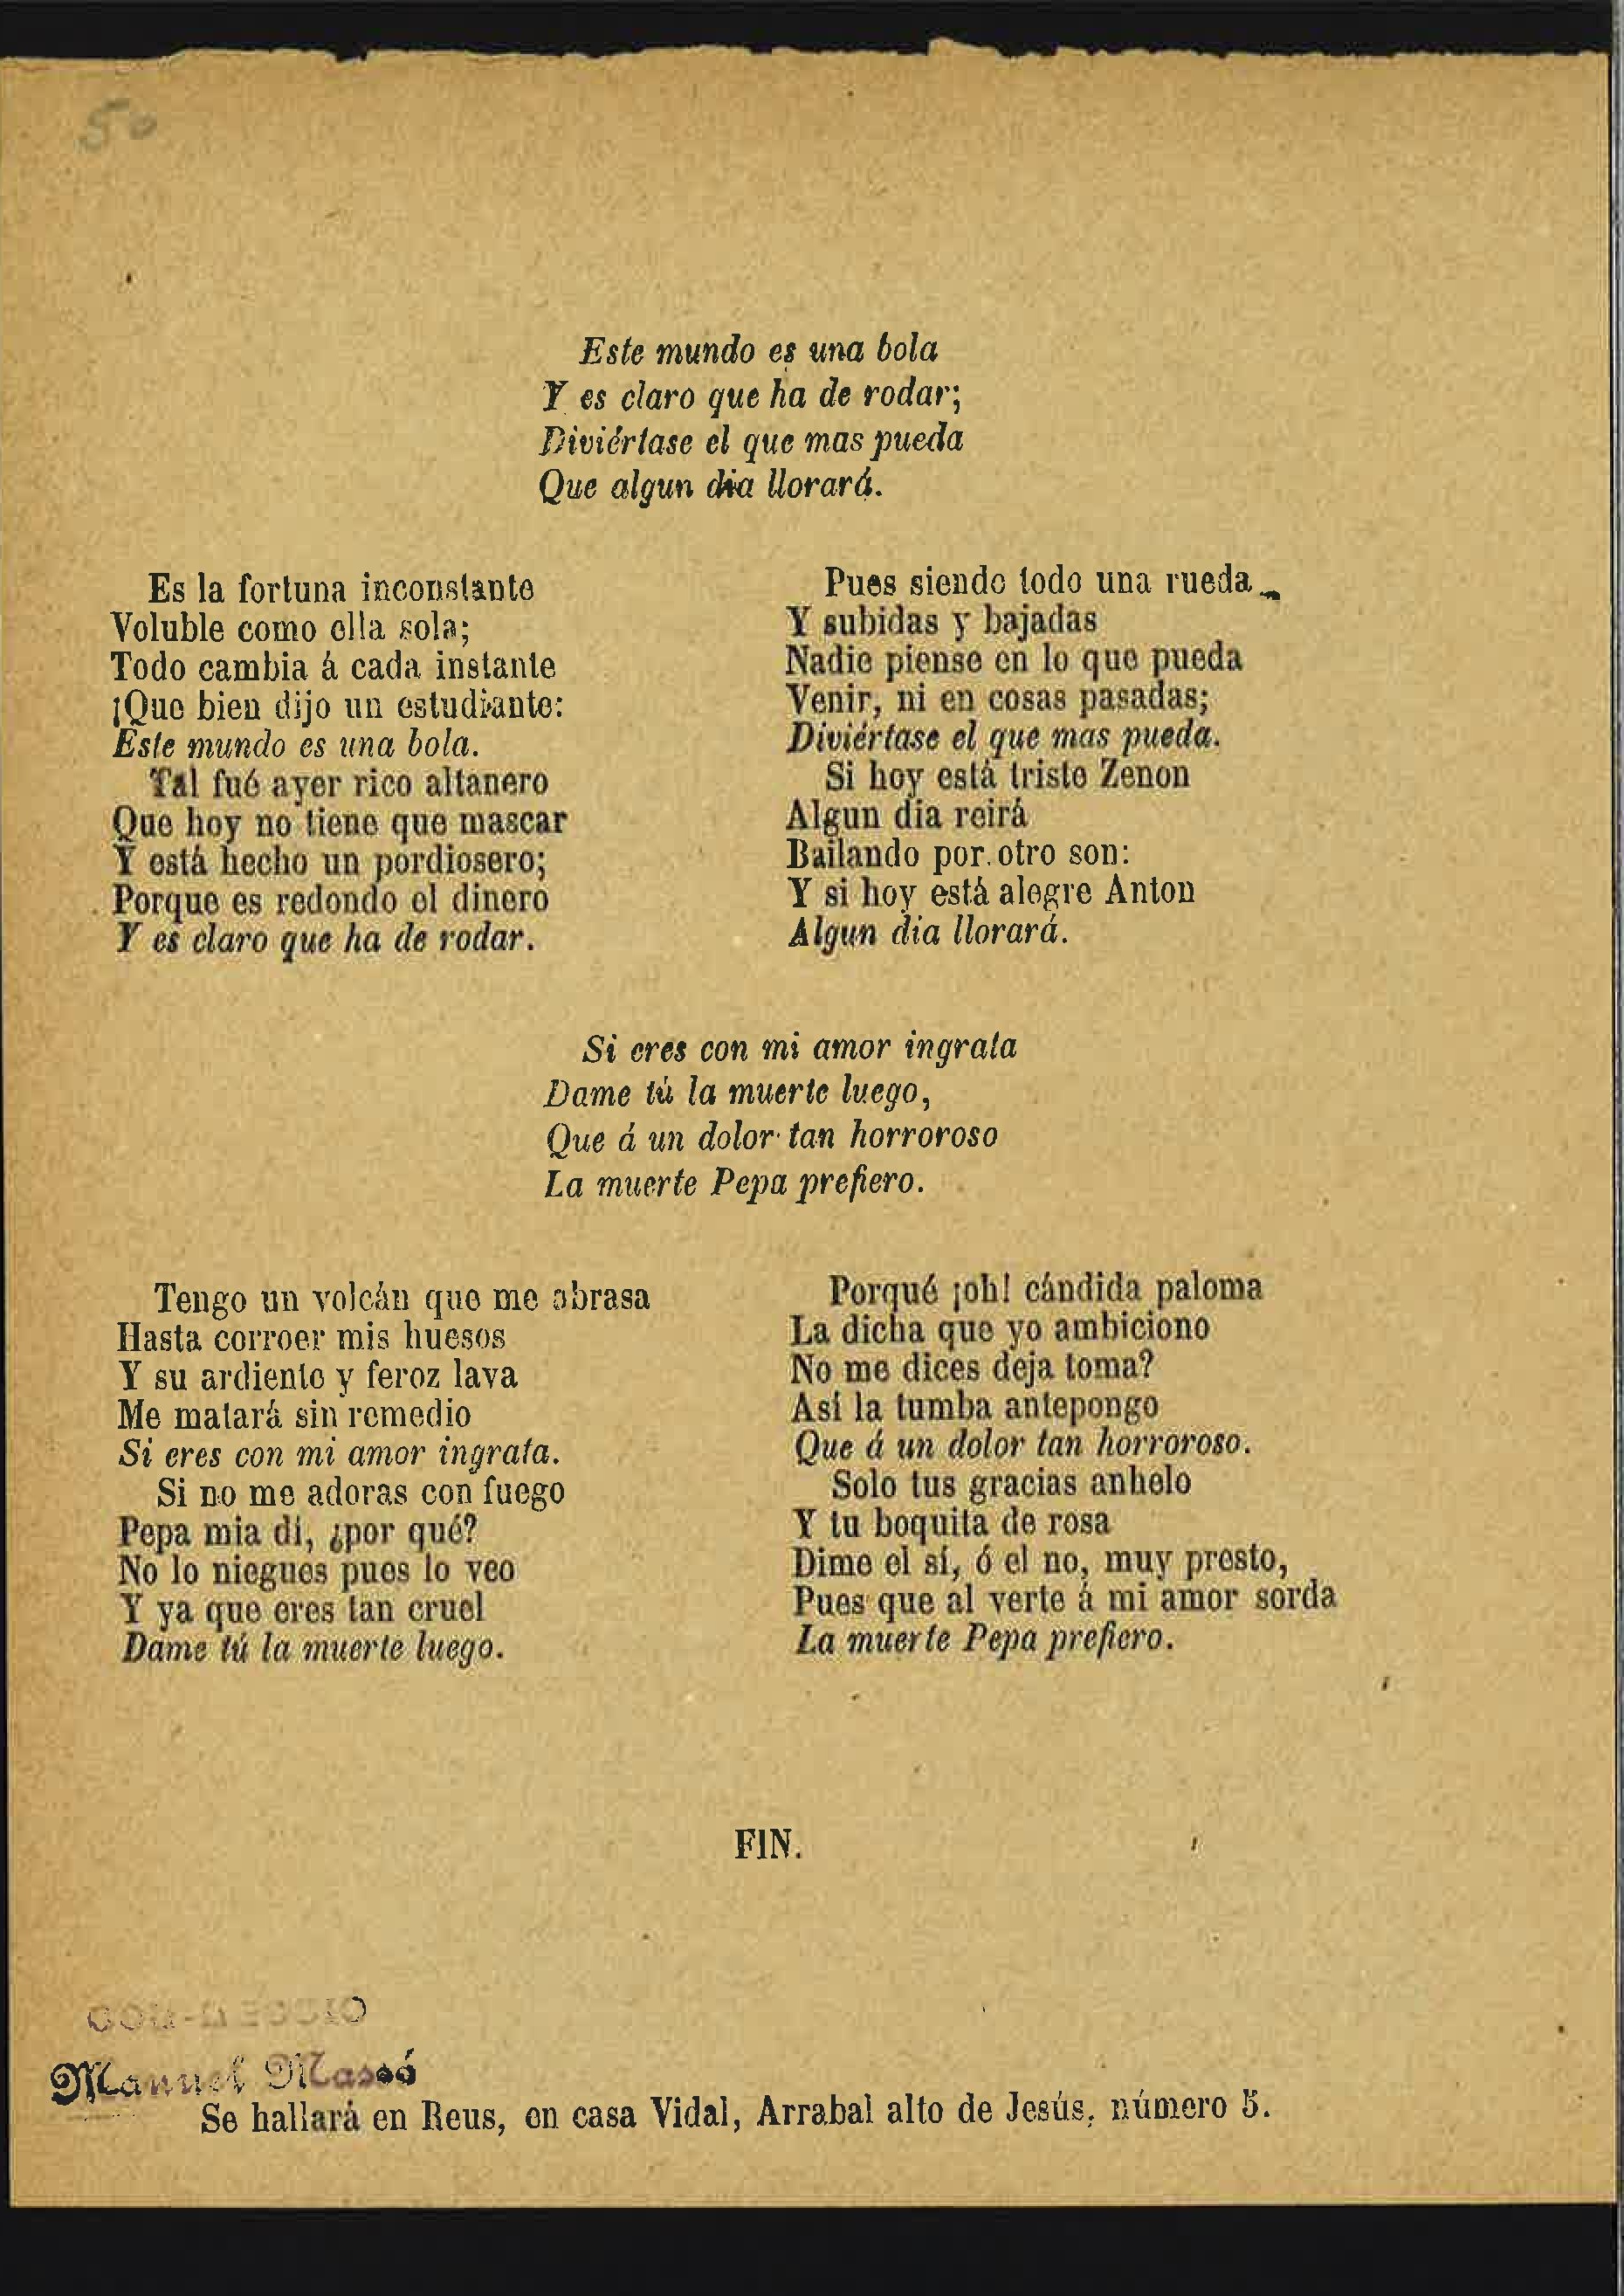 50
Este mundo es una bola
Y es claro que ha de rodar;
Diviértase el que mas pueda
Que algun dia llorará.
Es la fortuna inconstante
Voluble como ella sola;
Todo cambia á cada instante
¡Que bien dijo un estudiante:
Este mundo es una bola.
Tal fué ayer rico altanero
Que hoy no tiene que mascar
Y está hecho un pordiosero;
Porque es redondo el dinero
Y es claro que ha de rodar.
Pues siendo todo una rueda
Y subidas y bajadas
Nadie piense en lo que pueda
Venir, ni en cosas pasadas;
Diviértase el que mas pueda.
Si hoy está triste Zenon
Algun dia reirá
Bailando por otro son:
Y si hoy está alegre Anton
Algun dia llorará.
Si eres con mi amor ingrata
Dame tú la muerte luego,
Que á un dolor tan horroroso
La muerte Pepa prefiero.
Tengo un volcán que me abrasa
Hasta corroer mis huesos
Y su ardiente y feroz lava
Me matará sin remedio
Si eres con mi amor ingrata.
Si no me adoras con fuego
Pepa mia di, ¿por qué?
No lo niegues pues lo veo
Y ya que eres tan cruel
Dame tú la muerte luego.
Porqué ¡oh! cándida paloma
La dicha que yo ambiciono
No me dices deja toma?
Así la tumba antepongo
Que á un dolor tan horroroso.
Solo tus gracias anhelo
Y tu boquita de rosa
Dime el sí, ó el no, muy presto,
Pues que al verte á mi amor sorda
La muerte Pepa prefiero.
FIN.
Manuel Massó
Se hallará en Reus, en casa Vidal, Arrabal alto de Jesús, número 5.